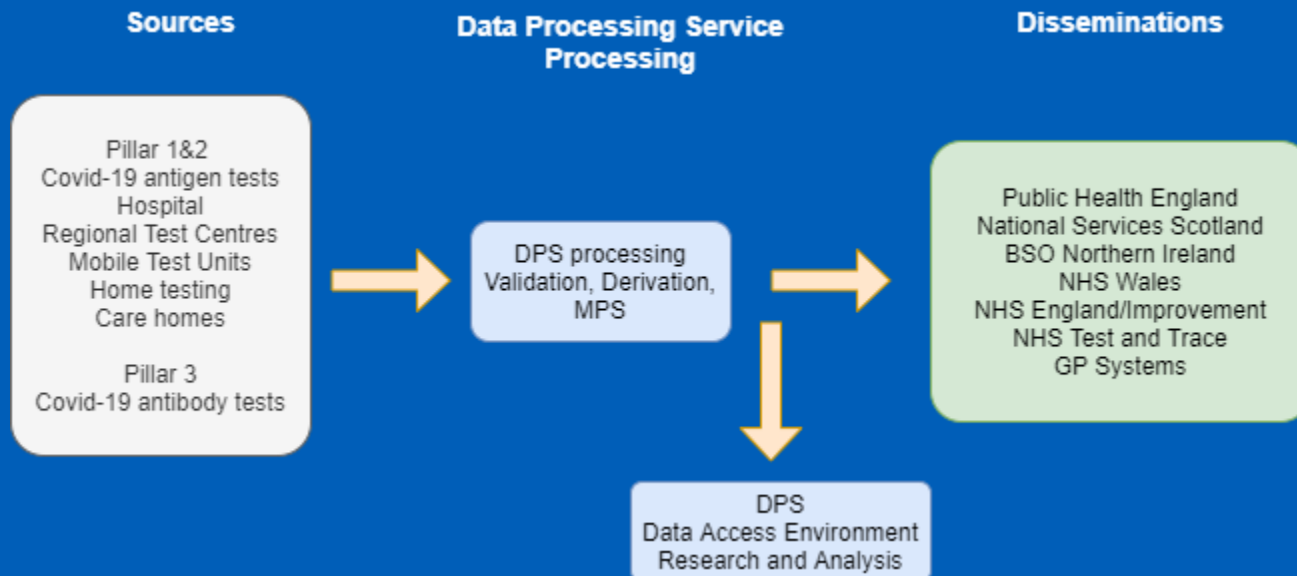 Sources
Data Processing Service
Processing
Disseminations
Pillar 1&2
Covid-19 antigen tests
Hospital
Regional Test Centres
Mobile Test Units
Home testing
Care homes
Pillar 3
Covid-19 antibody tests
DPS processing
Validation, Derivation,
MPS
Public Health England
National Services Scotland
BSO Northern Ireland
NHS Wales
NHS England/Improvement
NHS Test and Trace
GP Systems
DPS
Data Access Environment
Research and Analysis